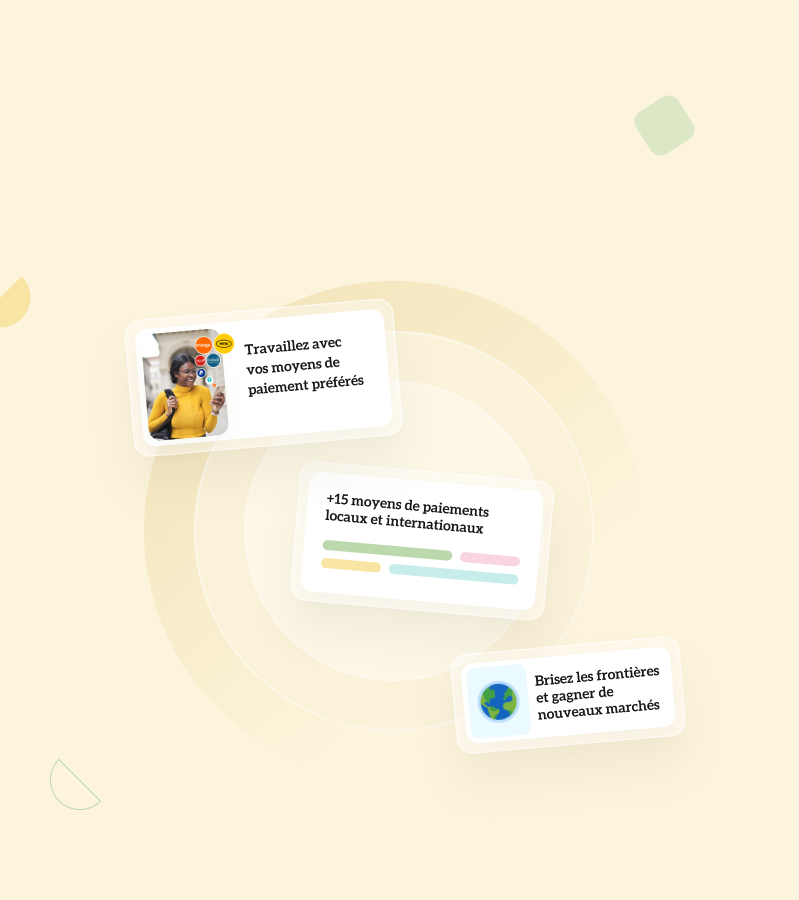 Travaillez avec
vos moyens de
paiement préférés
+15 moyens de paiements
locaux et internationaux
Brisez les frontières
et gagner de
nouveaux marchés